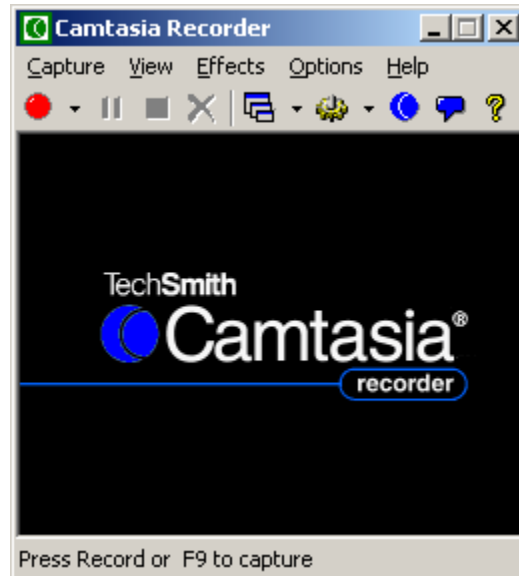 Camtasia Recorder
Capture View Effects Options Help
TechSmith
Camtasia®
recorder
Press Record or F9 to capture